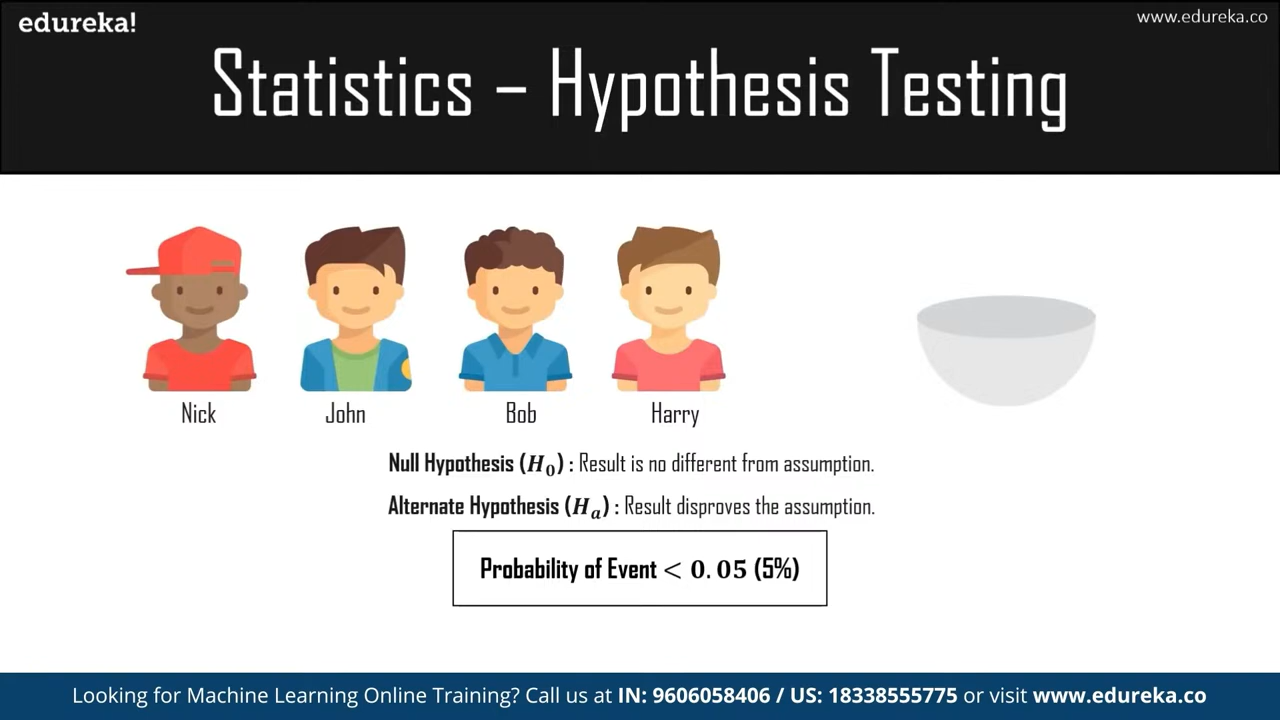 edureka!
www.edureka.co
Statistics – Hypothesis Testing
Nick
John
Bob
Harry
Null Hypothesis (H₀) : Result is no different from assumption.
Alternate Hypothesis (Hₐ) : Result disproves the assumption.
Probability of Event < 0.05 (5%)
Looking for Machine Learning Online Training? Call us at IN: 9606058406 / US: 18338555775 or visit www.edureka.co